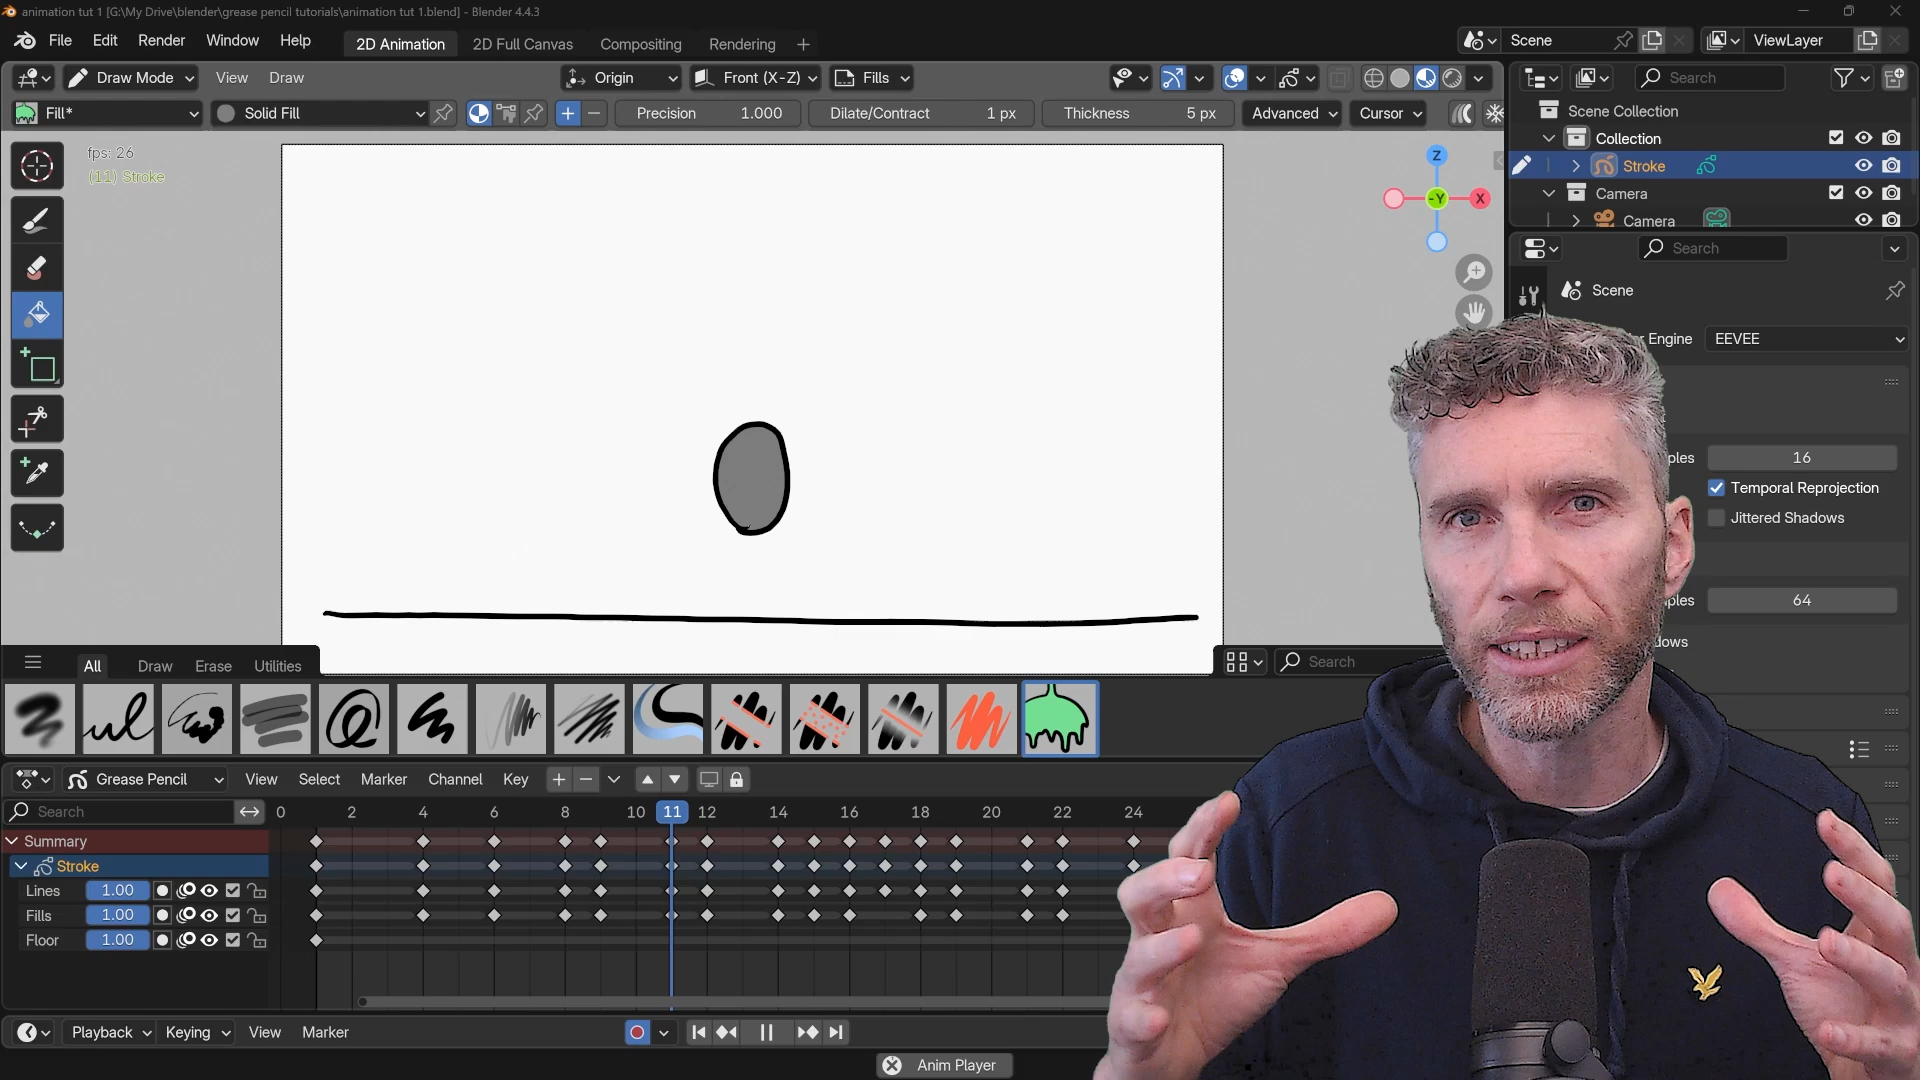 animation tut 1 [G:\My Drive\blender\grease pencil tutorials\animation tut 1.blend] - Blender 4.4.3
File Edit Render Window Help 2D Animation 2D Full Canvas Compositing Rendering + Scene ViewLayer
Draw Mode View Draw Origin Front (X-Z) Fills Search
Fill* Solid Fill Precision 1.000 Dilate/Contract 1 px Thickness 5 px Advanced Cursor
Scene Collection
Collection
Stroke
Camera
Camera
fps: 26
(11) Stroke
Z
-Y X
Search
Scene
Engine EEVEE
ples 16
Temporal Reprojection
Jittered Shadows
ples 64
dows
All Draw Erase Utilities Search
Grease Pencil View Select Marker Channel Key
Search 0 2 4 6 8 10 11 12 14 16 18 20 22 24
Summary
Stroke
Lines 1.00
Fills 1.00
Floor 1.00
Playback Keying View Marker
Anim Player